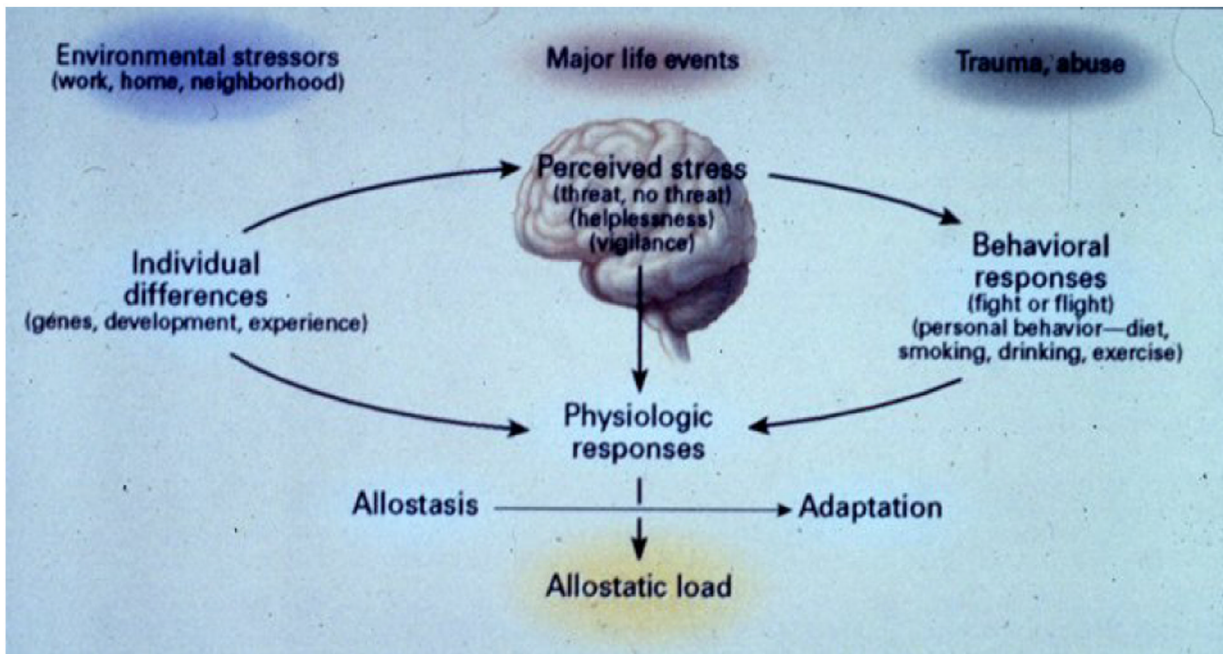 Environmental stressors
(work, home, neighborhood)
Major life events
Trauma, abuse
Perceived stress
(threat, no threat)
(helplessness)
(vigilance)
Individual
differences
(genes, development, experience)
Behavioral
responses
(fight or flight)
(personal behavior—diet,
smoking, drinking, exercise)
Physiologic
responses
Allostasis
Adaptation
Allostatic load